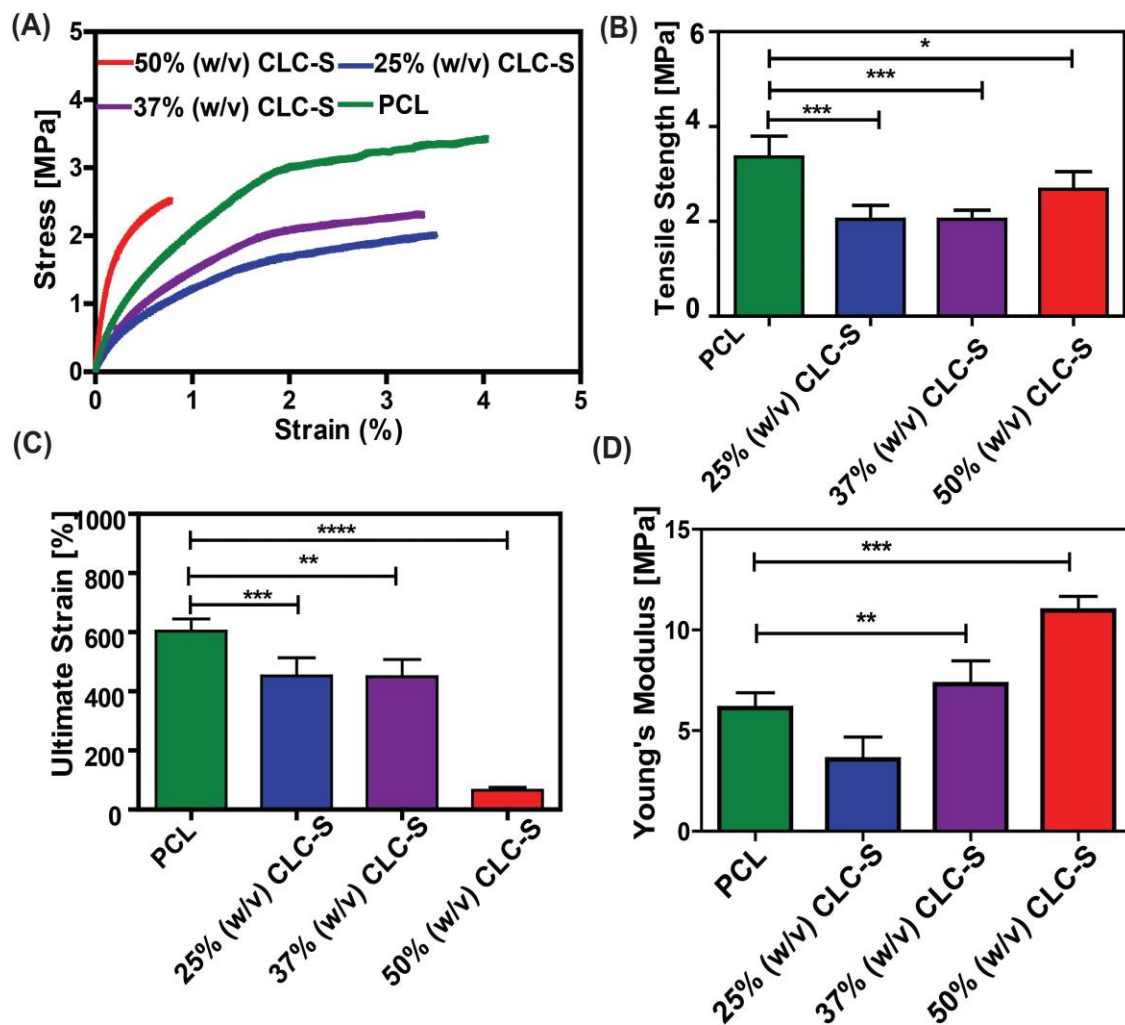 (A)
50% (w/v) CLC-S 25% (w/v) CLC-S
37% (w/v) CLC-S PCL
Stress [MPa]
5
4
3
2
1
0
0 1 2 3 4 5
Strain (%)
(B)
Tensile Stength [MPa]
6
4
2
0
*
***
***
PCL
25% (w/v) CLC-S
37% (w/v) CLC-S
50% (w/v) CLC-S
(C)
Ultimate Strain [%]
1000
800
600
400
200
0
****
**
***
PCL
25% (w/v) CLC-S
37% (w/v) CLC-S
50% (w/v) CLC-S
(D)
Young's Modulus [MPa]
15
10
5
0
***
**
PCL
25% (w/v) CLC-S
37% (w/v) CLC-S
50% (w/v) CLC-S